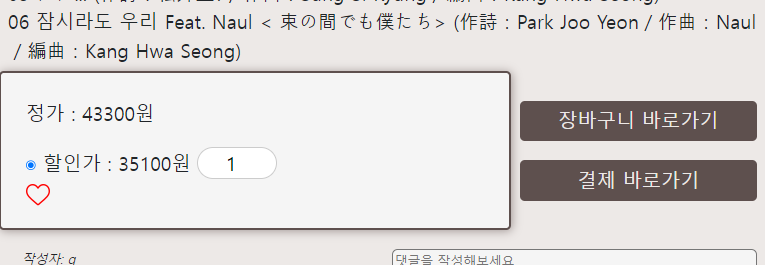 06 잠시라도 우리 Feat. Naul < 束の間でも僕たち> (作詩 : Park Joo Yeon / 作曲 : Naul
/ 編曲 : Kang Hwa Seong)
정가 : 43300원
장바구니 바로가기
할인가 : 35100원 1
결제 바로가기
작성자: q
댓글을 작성해보세요